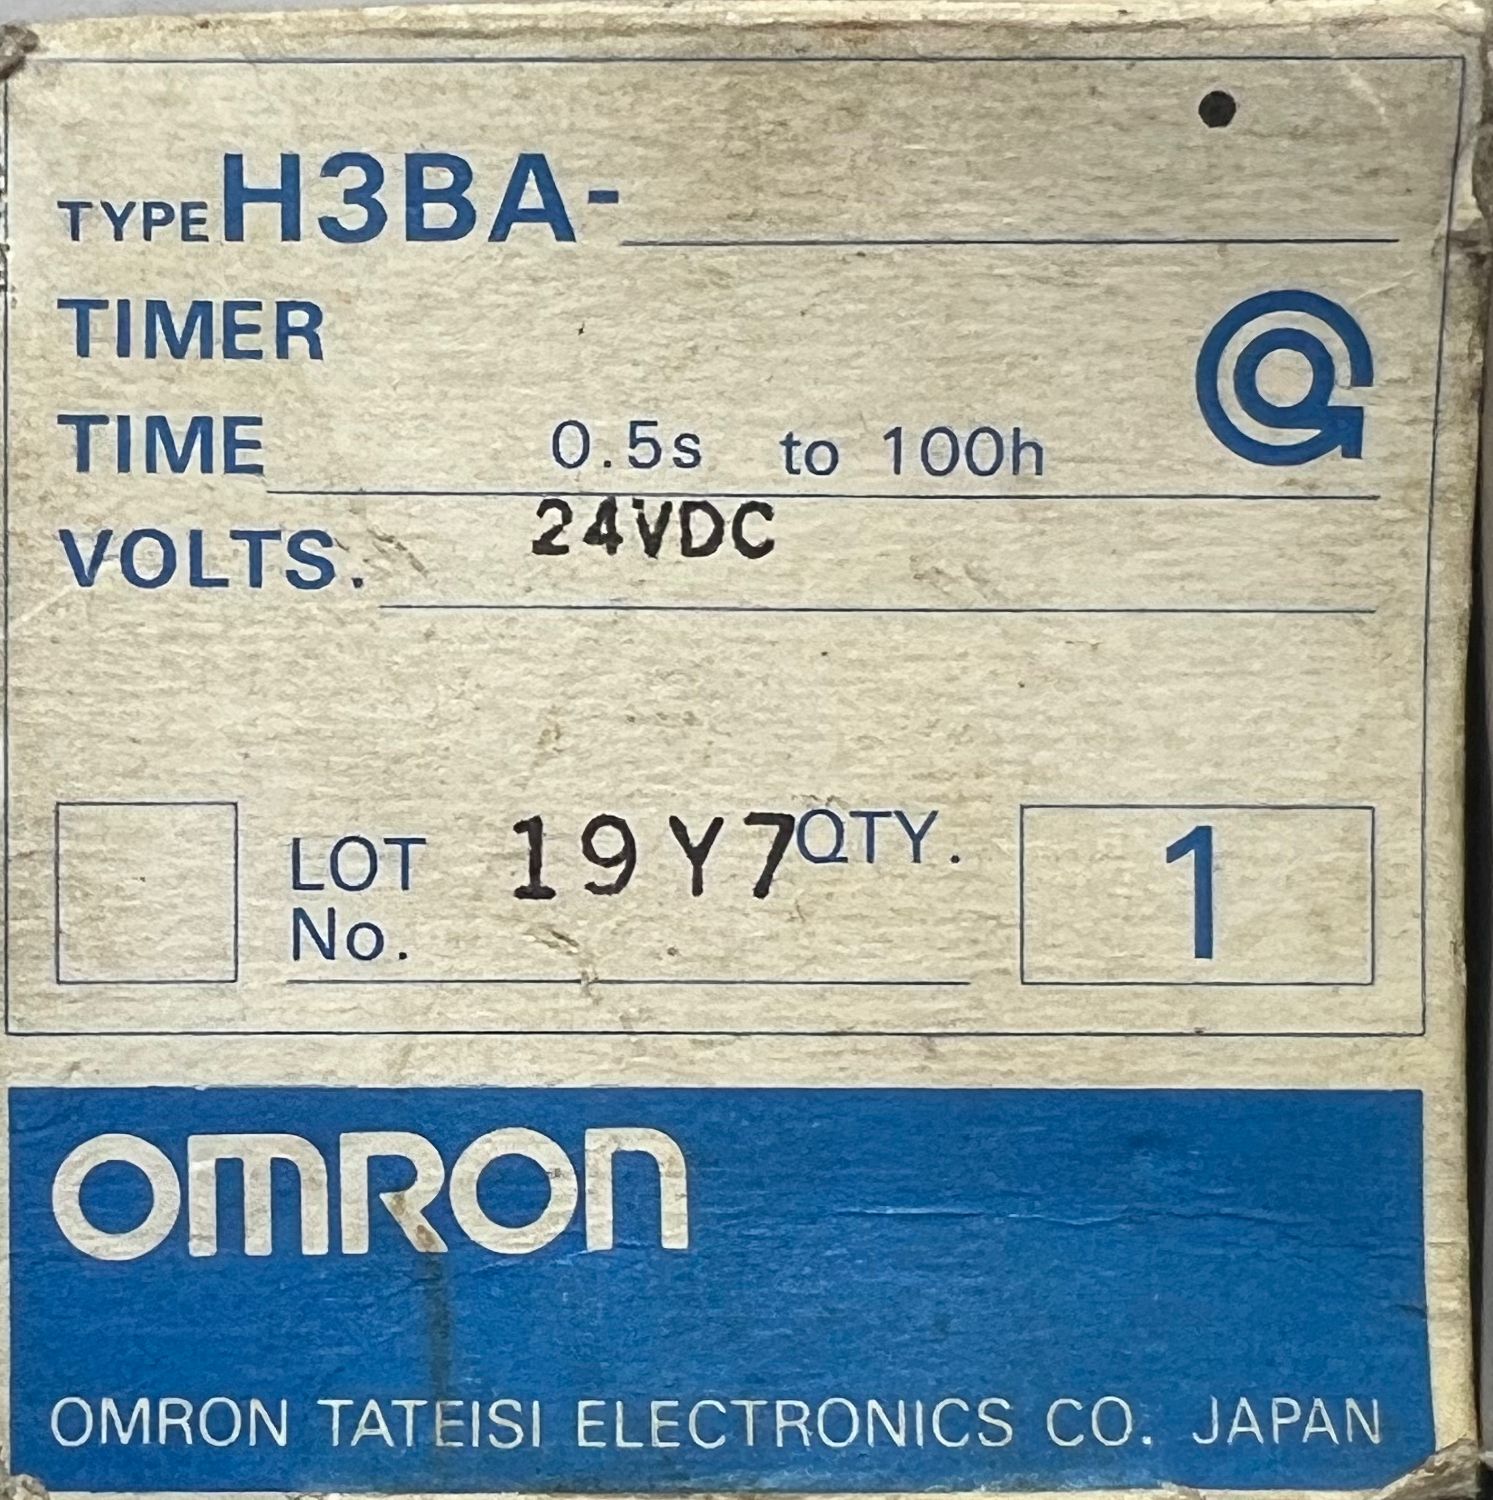 TYPE H3BA-
TIMER
TIME 0.5s to 100h
VOLTS. 24VDC
LOT No. 19Y7 QTY. 1
OMRON
OMRON TATEISI ELECTRONICS CO. JAPAN